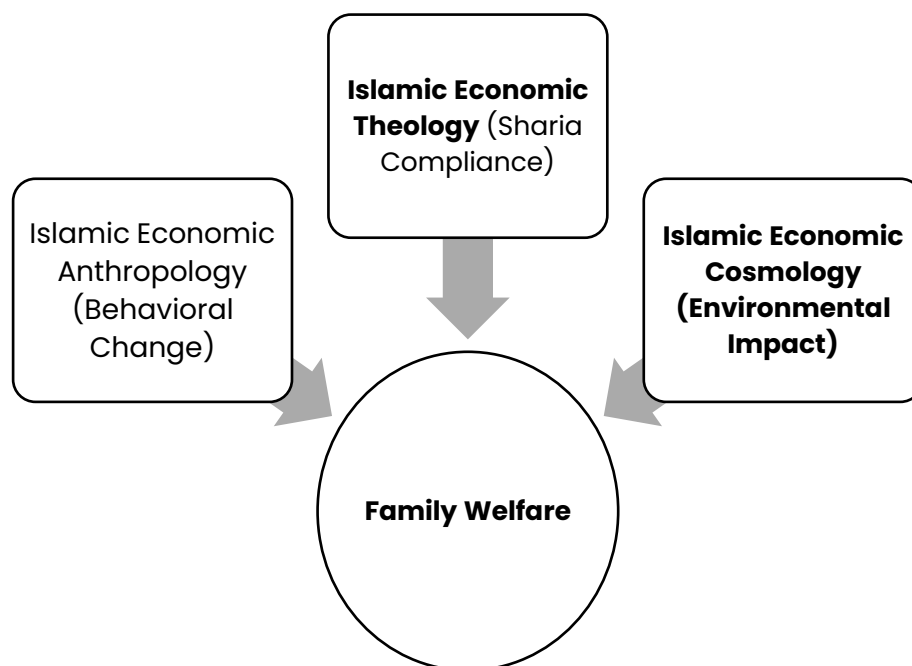 Islamic Economic
Theology (Sharia
Compliance)
Islamic Economic
Anthropology
(Behavioral
Change)
Islamic Economic
Cosmology
(Environmental
Impact)
Family Welfare